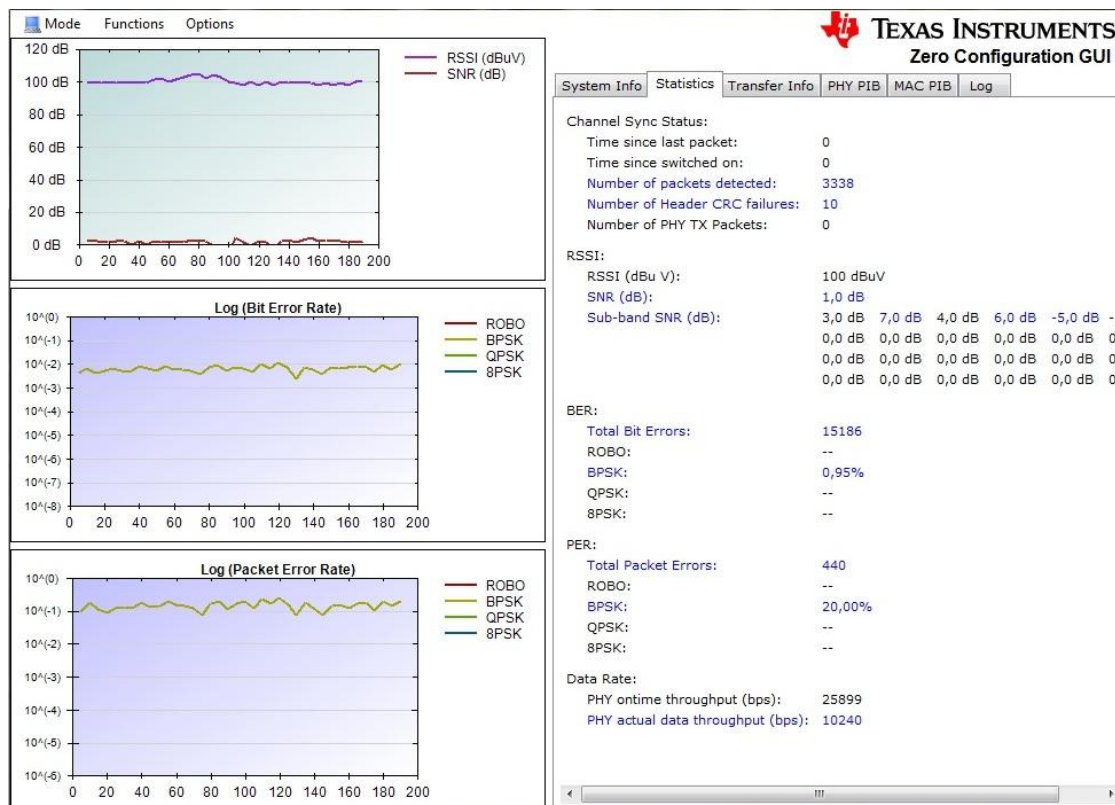 Mode Functions Options
TEXAS INSTRUMENTS
Zero Configuration GUI
120 dB
100 dB
80 dB
60 dB
40 dB
20 dB
0 dB
0 20 40 60 80 100 120 140 160 180 200
RSSI (dBuV)
SNR (dB)
Log (Bit Error Rate)
10^(0)
10^(-1)
10^(-2)
10^(-3)
10^(-4)
10^(-5)
10^(-6)
10^(-7)
10^(-8)
0 20 40 60 80 100 120 140 160 180 200
ROBO
BPSK
QPSK
8PSK
Log (Packet Error Rate)
10^(0)
10^(-1)
10^(-2)
10^(-3)
10^(-4)
10^(-5)
10^(-6)
0 20 40 60 80 100 120 140 160 180 200
ROBO
BPSK
QPSK
8PSK
System Info Statistics Transfer Info PHY PIB MAC PIB Log
Channel Sync Status:
Time since last packet: 0
Time since switched on: 0
Number of packets detected: 3338
Number of Header CRC failures: 10
Number of PHY TX Packets: 0
RSSI:
RSSI (dBu V): 100 dBuV
SNR (dB): 1,0 dB
Sub-band SNR (dB): 3,0 dB 7,0 dB 4,0 dB 6,0 dB -5,0 dB -
0,0 dB 0,0 dB 0,0 dB 0,0 dB 0,0 dB 0
0,0 dB 0,0 dB 0,0 dB 0,0 dB 0,0 dB 0
0,0 dB 0,0 dB 0,0 dB 0,0 dB 0,0 dB 0
BER:
Total Bit Errors: 15186
ROBO: --
BPSK: 0,95%
QPSK: --
8PSK: --
PER:
Total Packet Errors: 440
ROBO: --
BPSK: 20,00%
QPSK: --
8PSK: --
Data Rate:
PHY ontime throughput (bps): 25899
PHY actual data throughput (bps): 10240